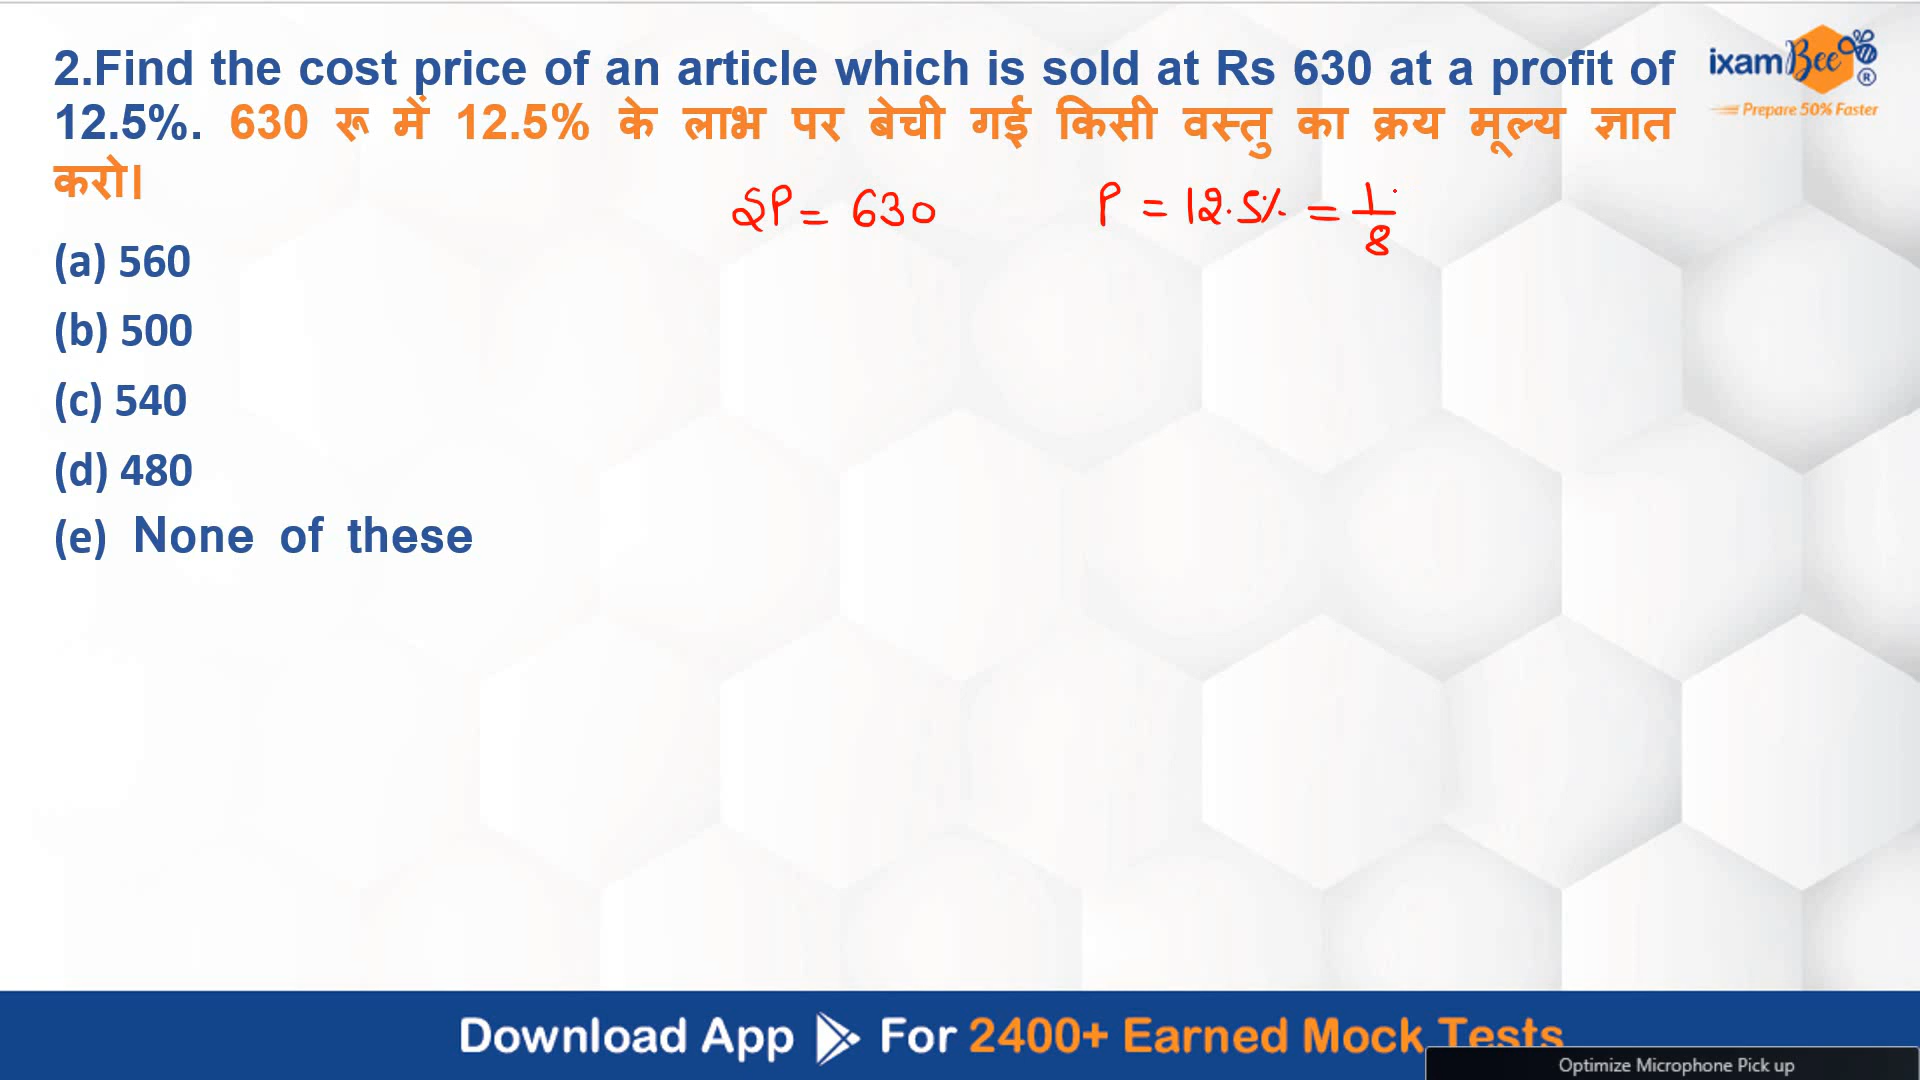 2.Find the cost price of an article which is sold at Rs 630 at a profit of
12.5%. 630 रू में 12.5% के लाभ पर बेची गई किसी वस्तु का क्रय मूल्य ज्ञात
करो।
ixamBee ®
Prepare 50% Faster
SP = 630 P = 12.5% = 1/8
(a) 560
(b) 500
(c) 540
(d) 480
(e) None of these
Download App For 2400+ Earned Mock Tests
Optimize Microphone Pick up